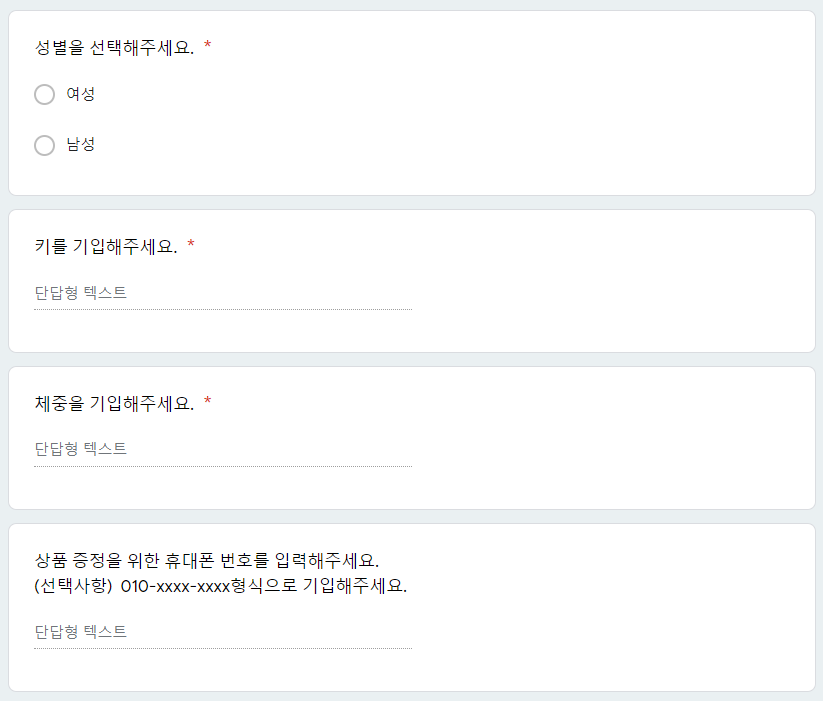 성별을 선택해주세요. *
여성
남성
키를 기입해주세요. *
단답형 텍스트
체중을 기입해주세요. *
단답형 텍스트
상품 증정을 위한 휴대폰 번호를 입력해주세요.
(선택사항) 010-xxxx-xxxx형식으로 기입해주세요.
단답형 텍스트